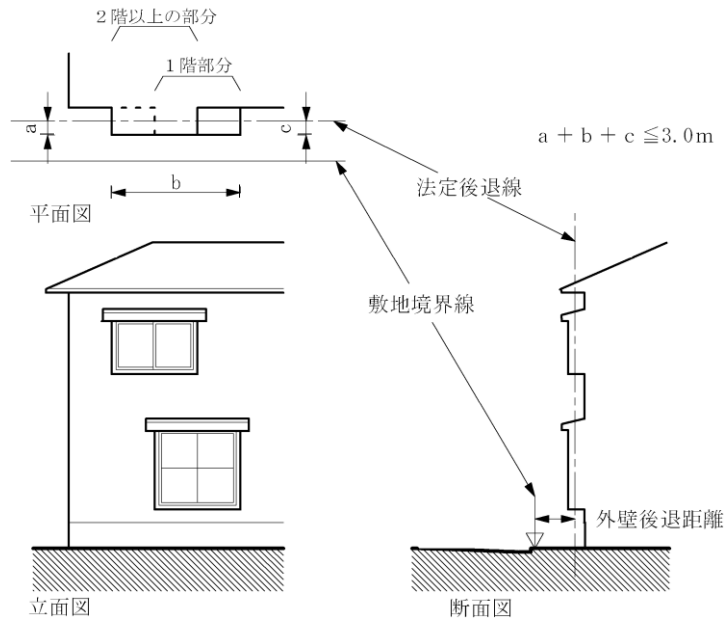 2階以上の部分
1階部分
a
c
b
平面図
a+b+c≦3.0m
法定後退線
敷地境界線
外壁後退距離
立面図
断面図